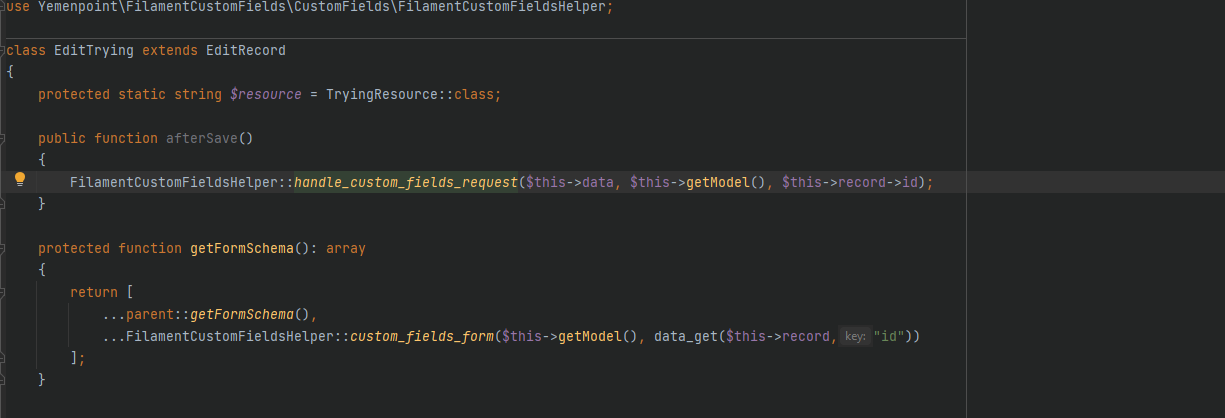 use Yemenpoint\FilamentCustomFields\CustomFields\FilamentCustomFieldsHelper;
class EditTrying extends EditRecord
{
    protected static string $resource = TryingResource::class;
    public function afterSave()
    {
        FilamentCustomFieldsHelper::handle_custom_fields_request($this->data, $this->getModel(), $this->record->id);
    }
    protected function getFormSchema(): array
    {
        return [
            ...parent::getFormSchema(),
            ...FilamentCustomFieldsHelper::custom_fields_form($this->getModel(), data_get($this->record, key: "id"))
        ];
    }